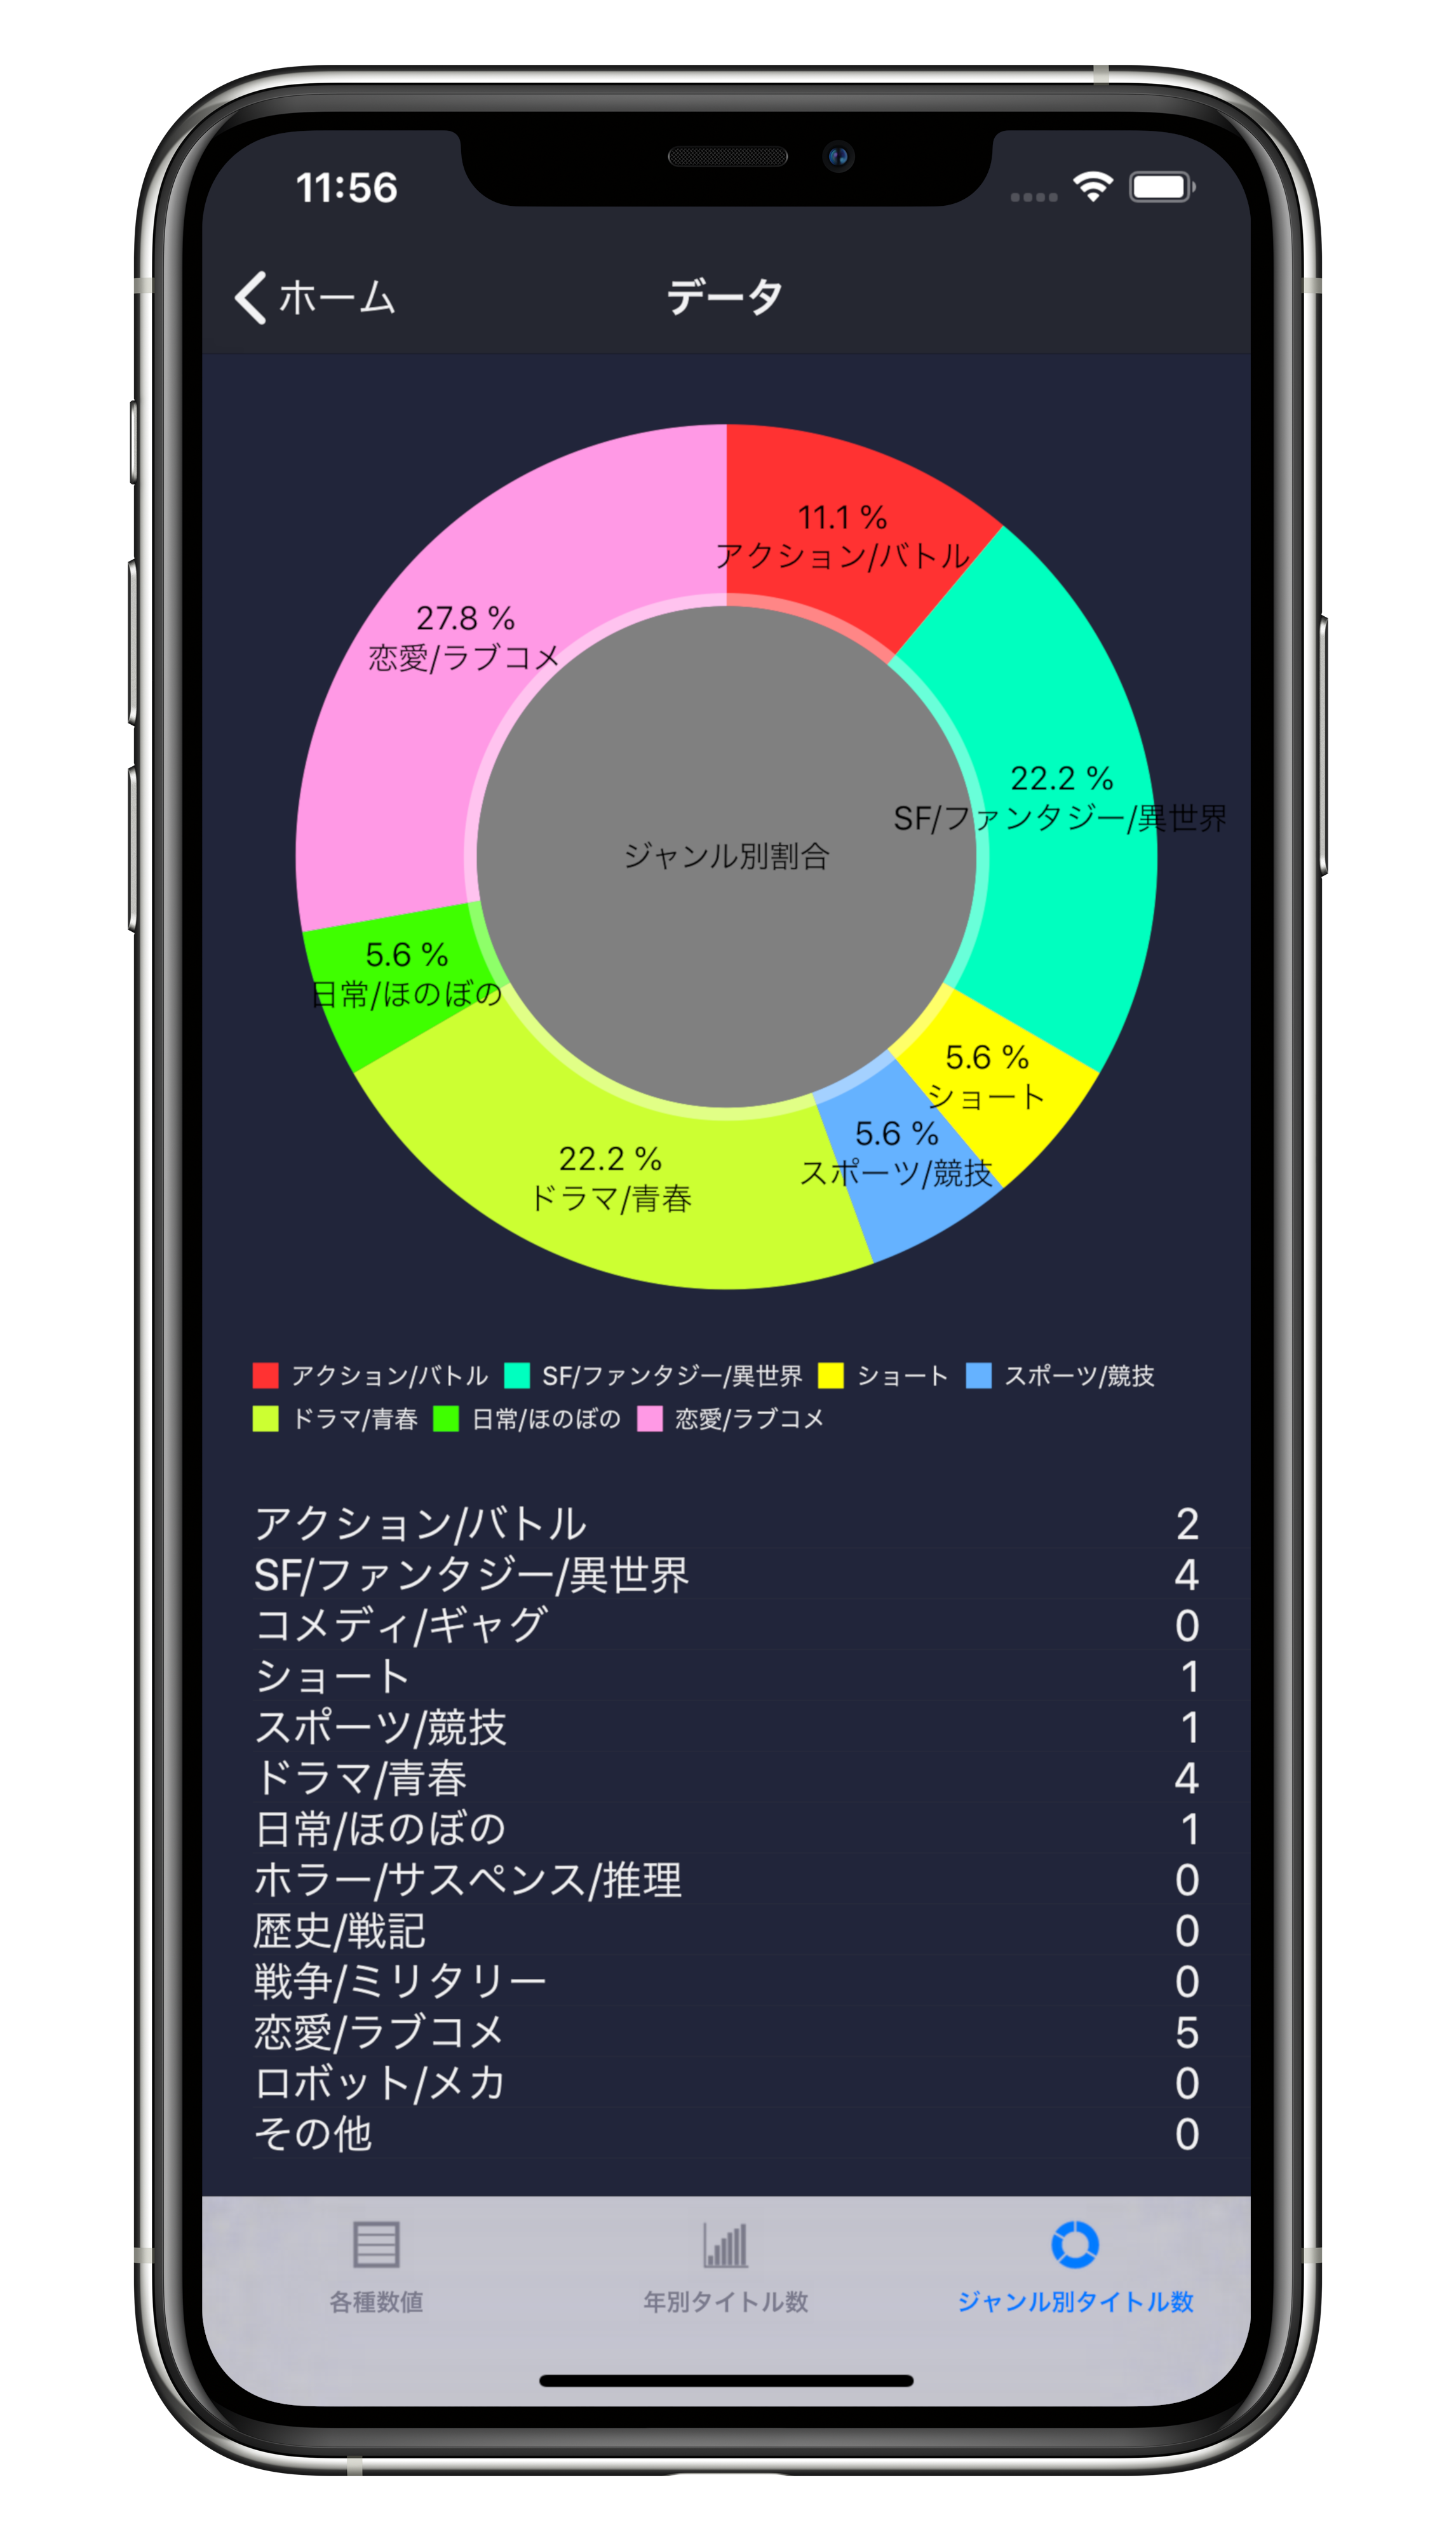 11:56
ホーム
データ
11.1 %
アクション/バトル
27.8 %
恋愛/ラブコメ
22.2 %
SF/ファンタジー/異世界
ジャンル別割合
5.6 %
日常/ほのぼの
5.6 %
ショート
5.6 %
スポーツ/競技
22.2 %
ドラマ/青春
アクション/バトル SF/ファンタジー/異世界 ショート スポーツ/競技
ドラマ/青春 日常/ほのぼの 恋愛/ラブコメ
アクション/バトル 2
SF/ファンタジー/異世界 4
コメディ/ギャグ 0
ショート 1
スポーツ/競技 1
ドラマ/青春 4
日常/ほのぼの 1
ホラー/サスペンス/推理 0
歴史/戦記 0
戦争/ミリタリー 0
恋愛/ラブコメ 5
ロボット/メカ 0
その他 0
各種数値 年別タイトル数 ジャンル別タイトル数